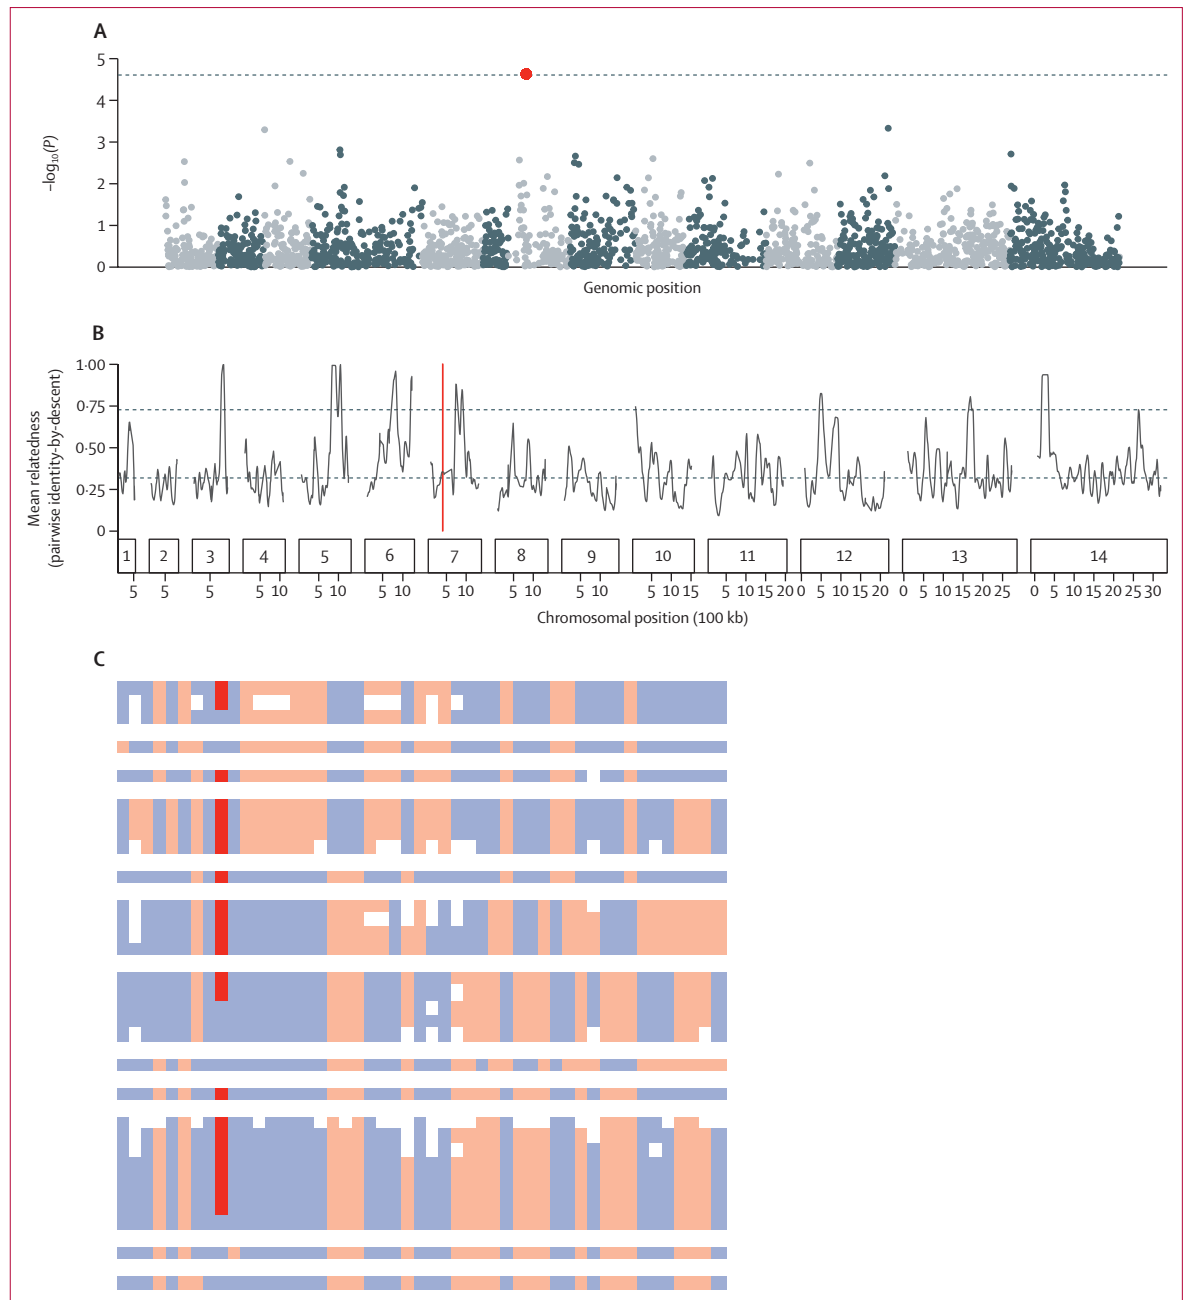 A
5
4
3
2
1
0
–log₁₀(P)
Genomic position
B
1·00
0·75
0·50
0·25
0
Mean relatedness
(pairwise identity-by-descent)
1 2 3 4 5 6 7 8 9 10 11 12 13 14
5 5 5 5 10 5 10 5 10 5 10 5 10 5 10 5 10 15 5 10 15 20 0 5 10 15 20 0 5 10 15 20 25 0 5 10 15 20 25 30
Chromosomal position (100 kb)
C